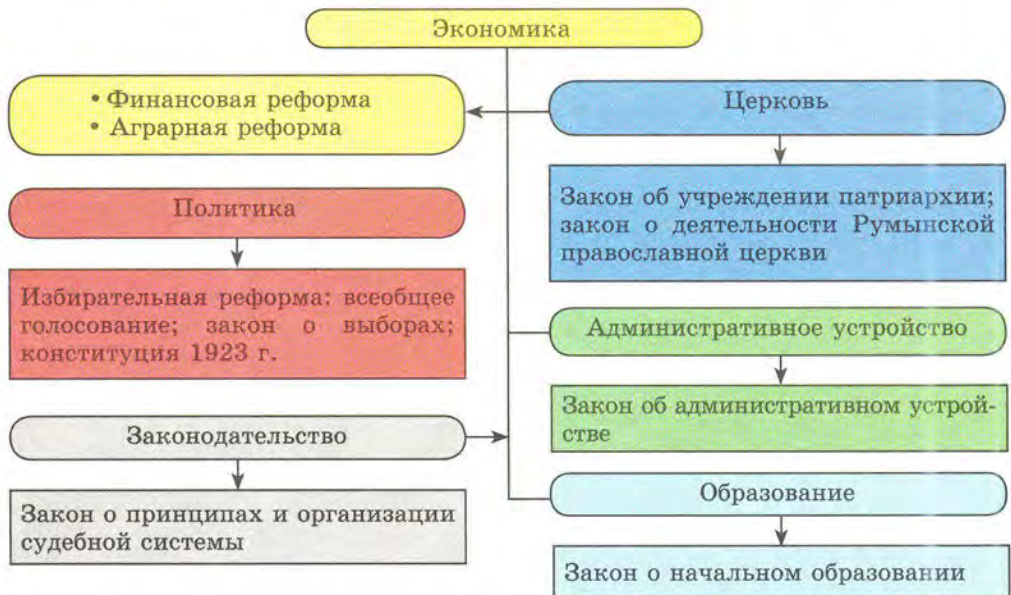 Экономика
• Финансовая реформа
• Аграрная реформа
Церковь
Закон об учреждении патриархии;
закон о деятельности Румынской
православной церкви
Политика
Избирательная реформа: всеобщее
голосование; закон о выборах;
конституция 1923 г.
Административное устройство
Закон об административном устрой-
стве
Законодательство
Закон о принципах и организации
судебной системы
Образование
Закон о начальном образовании